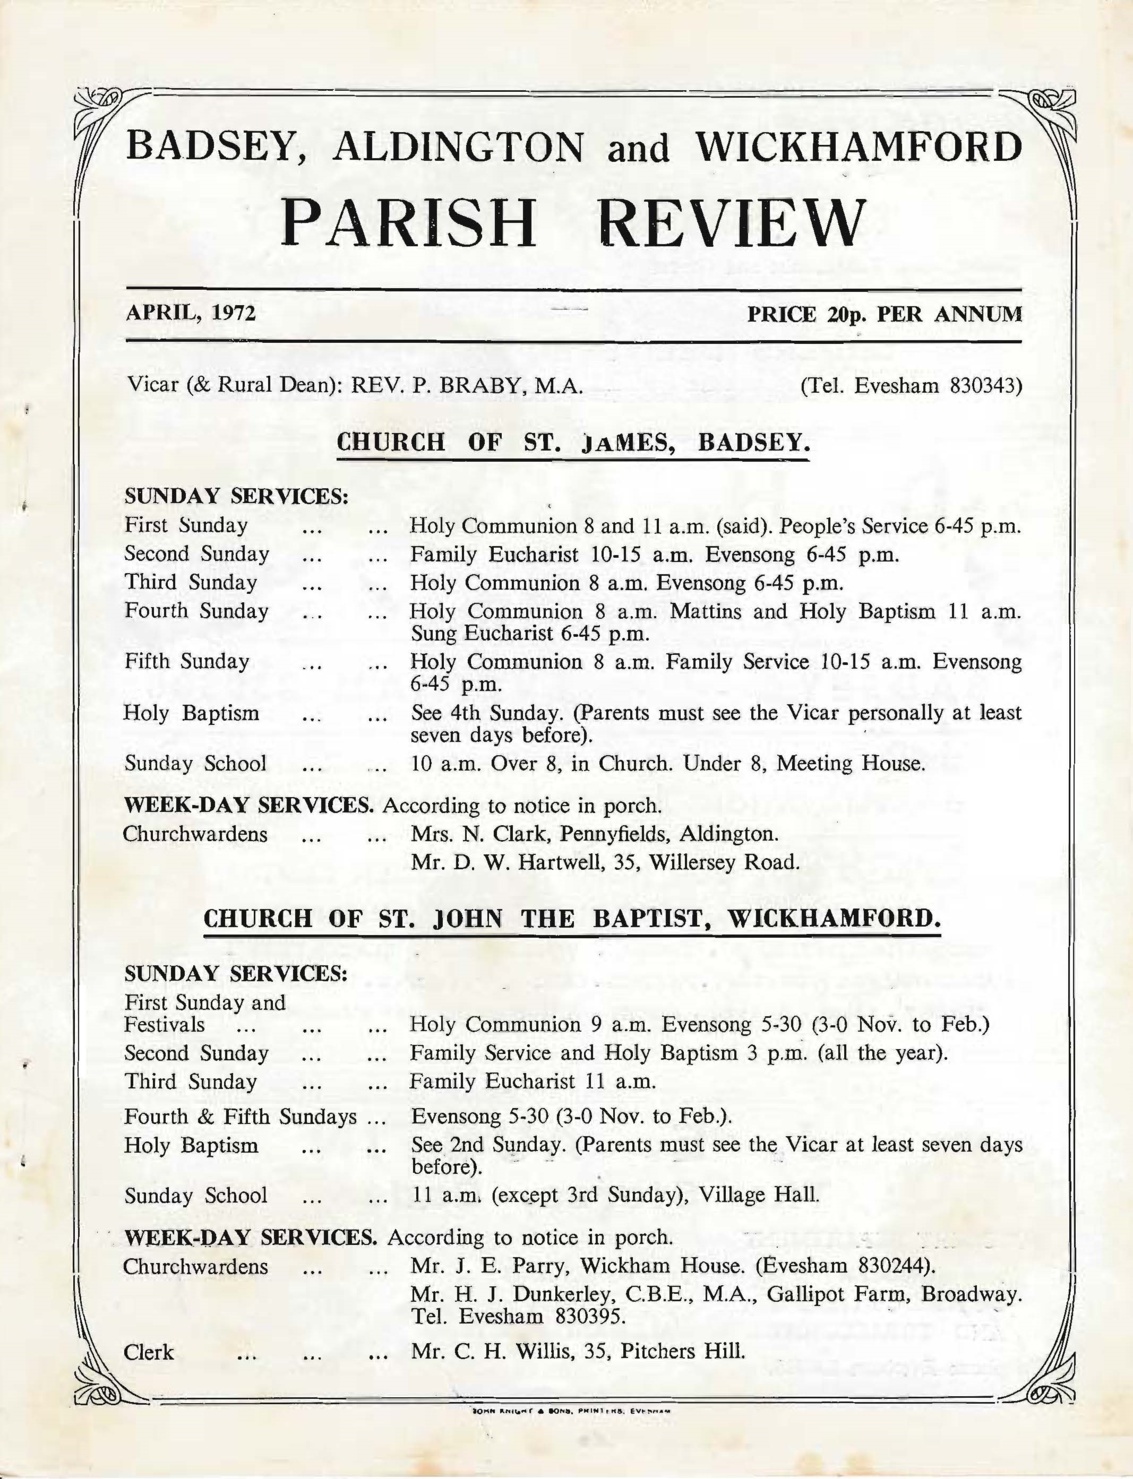 BADSEY, ALDINGTON and WICKHAMFORD
PARISH REVIEW
APRIL, 1972 PRICE 20p. PER ANNUM
Vicar (& Rural Dean): REV. P. BRABY, M.A. (Tel. Evesham 830343)
CHURCH OF ST. JAMES, BADSEY.
SUNDAY SERVICES:
First Sunday ... ... Holy Communion 8 and 11 a.m. (said). People's Service 6-45 p.m.
Second Sunday ... ... Family Eucharist 10-15 a.m. Evensong 6-45 p.m.
Third Sunday ... ... Holy Communion 8 a.m. Evensong 6-45 p.m.
Fourth Sunday ... ... Holy Communion 8 a.m. Mattins and Holy Baptism 11 a.m.
Sung Eucharist 6-45 p.m.
Fifth Sunday ... ... Holy Communion 8 a.m. Family Service 10-15 a.m. Evensong
6-45 p.m.
Holy Baptism ... ... See 4th Sunday. (Parents must see the Vicar personally at least
seven days before).
Sunday School ... ... 10 a.m. Over 8, in Church. Under 8, Meeting House.
WEEK-DAY SERVICES. According to notice in porch.
Churchwardens ... ... Mrs. N. Clark, Pennyfields, Aldington.
Mr. D. W. Hartwell, 35, Willersey Road.
CHURCH OF ST. JOHN THE BAPTIST, WICKHAMFORD.
SUNDAY SERVICES:
First Sunday and
Festivals ... ... ... Holy Communion 9 a.m. Evensong 5-30 (3-0 Nov. to Feb.)
Second Sunday ... ... Family Service and Holy Baptism 3 p.m. (all the year).
Third Sunday ... ... Family Eucharist 11 a.m.
Fourth & Fifth Sundays ... Evensong 5-30 (3-0 Nov. to Feb.).
Holy Baptism ... ... See 2nd Sunday. (Parents must see the Vicar at least seven days
before).
Sunday School ... ... 11 a.m. (except 3rd Sunday), Village Hall.
WEEK-DAY SERVICES. According to notice in porch.
Churchwardens ... ... Mr. J. E. Parry, Wickham House. (Evesham 830244).
Mr. H. J. Dunkerley, C.B.E., M.A., Gallipot Farm, Broadway.
Tel. Evesham 830395.
Clerk ... ... ... Mr. C. H. Willis, 35, Pitchers Hill.
JOHN KNIGHT & SONS, PRINTERS, EVESHAM